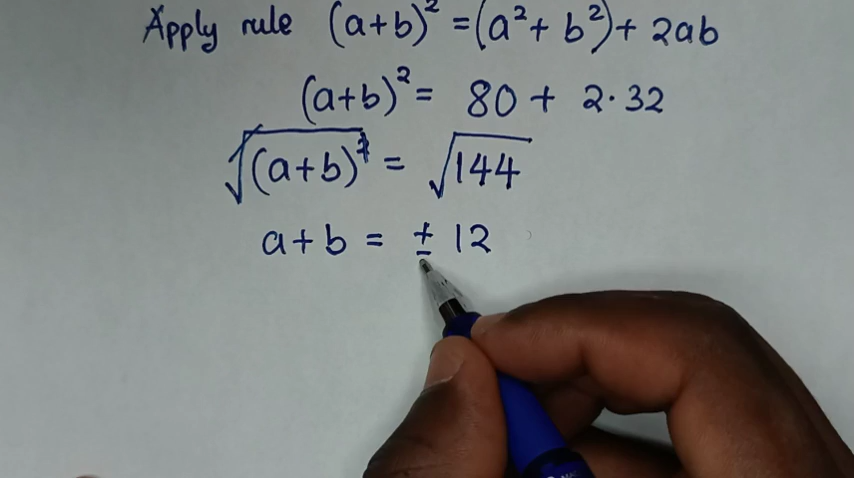 Apply rule (a+b)² = (a² + b²) + 2ab
(a+b)² = 80 + 2·32
√(a+b)² = √144
a+b = ± 12